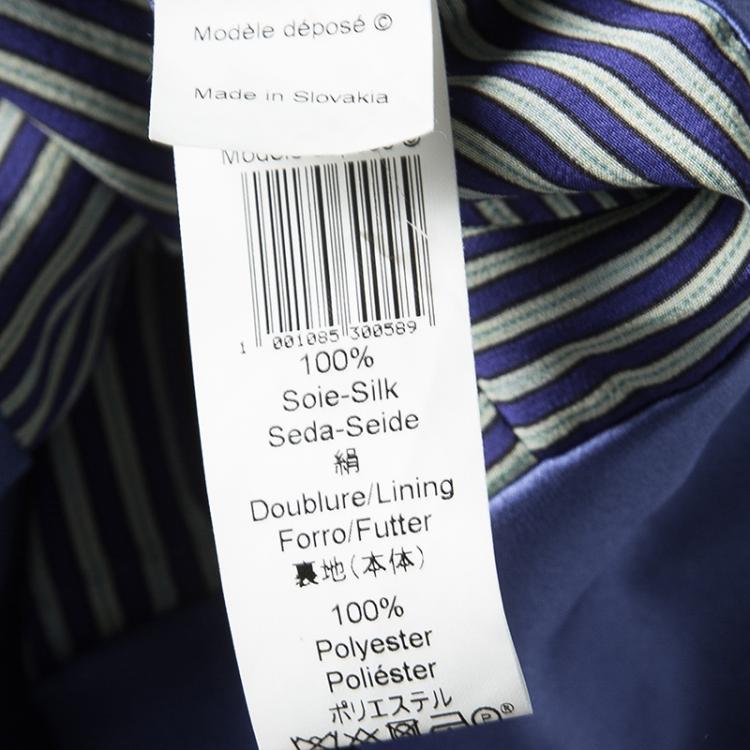 Modèle déposé ©
Made in Slovakia
Modèle ©
1 001085 300589
100%
Soie-Silk
Seda-Seide
絹
Doublure/Lining
Forro/Futter
裏地(本体)
100%
Polyester
Poliéster
ポリエステル
P®